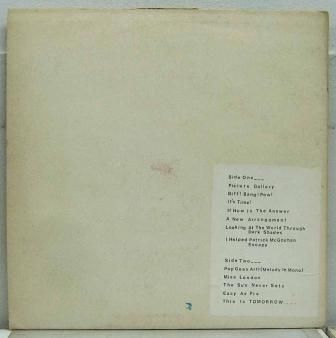 Side One___
Picture Gallery
Biff! Bang! Pow!
It's Time!
If Now Is The Answer
A New Arrangement
Looking at The World Through
Dark Shades
I Helped Patrick McGoohan
Escape
Side Two___
Pop Goes Art!(Melody in Mono)
Miss London
The Sun Never Sets
Easy As Pie
This Is TOMORROW....